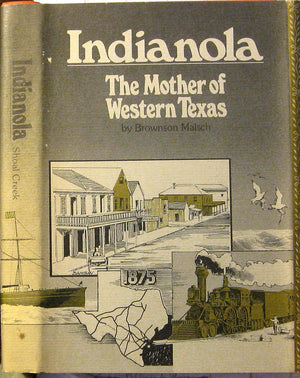 Indianola
The Mother of
Western Texas
by Brownson Malsch
1875
Indianola
Shoal Creek